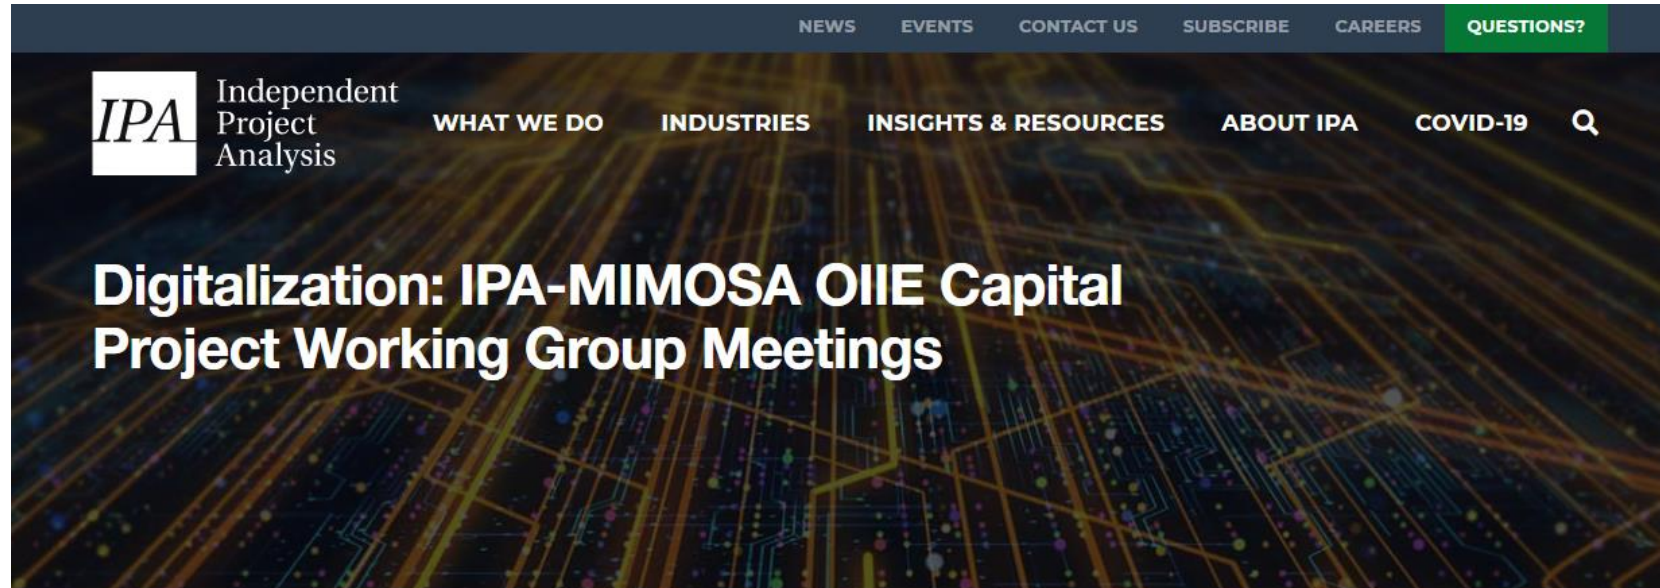 NEWS EVENTS CONTACT US SUBSCRIBE CAREERS QUESTIONS?
IPA
Independent
Project
Analysis
WHAT WE DO INDUSTRIES INSIGHTS & RESOURCES ABOUT IPA COVID-19
Digitalization: IPA-MIMOSA OIIE Capital
Project Working Group Meetings